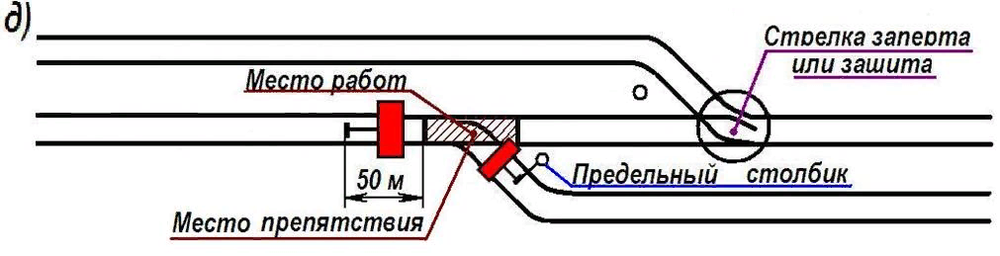 д)
Стрелка заперта
или зашита
Место работ
50 м
Предельный столбик
Место препятствия